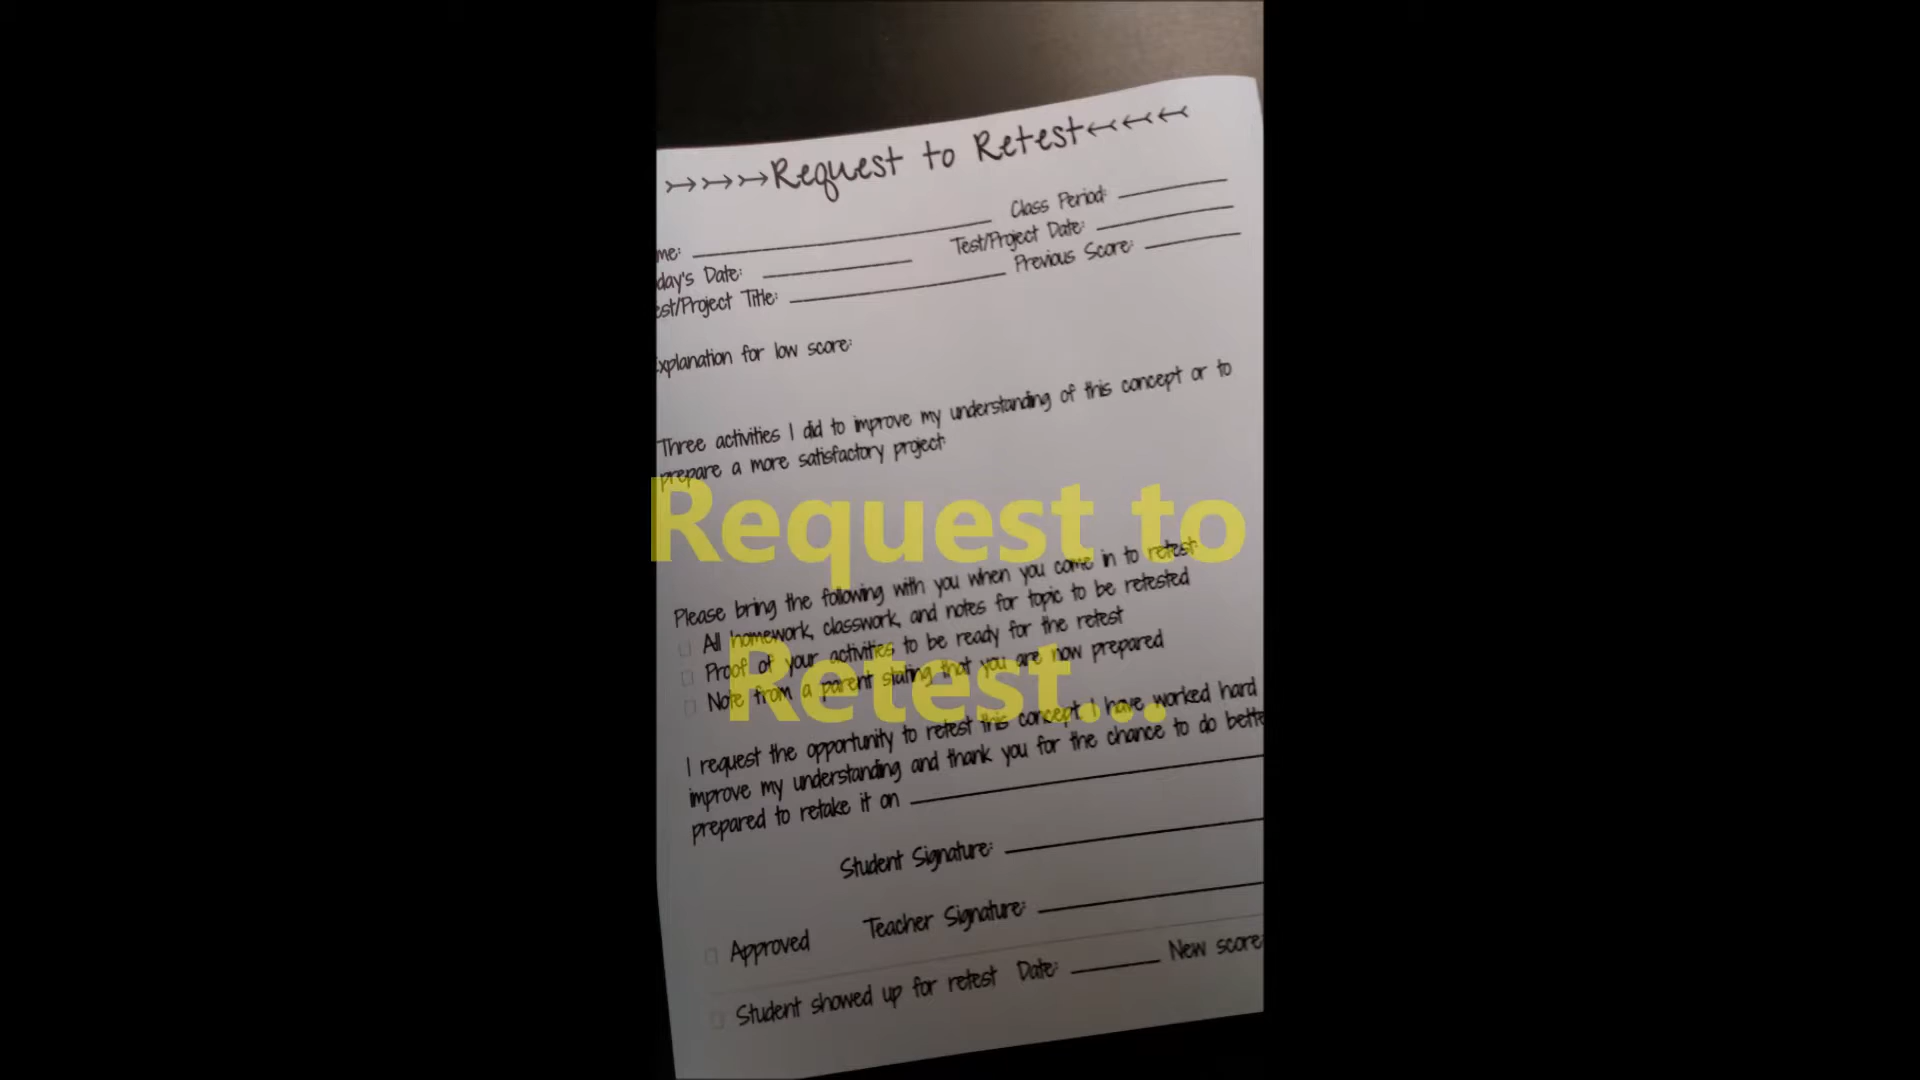 Request to Retest
me:
Class Period:
day's Date:
Test/Project Date:
est/Project Title:
Previous Score:
xplanation for low score:
Three activities I did to improve my understanding of this concept or to
prepare a more satisfactory project:
Request to
Retest...
Please bring the following with you when you come in to retest:
All homework, classwork, and notes for topic to be retested
Proof of your activities to be ready for the retest
Note from a parent stating that you are now prepared
I request the opportunity to retest this concept. I have worked hard
improve my understanding and thank you for the chance to do bette
prepared to retake it on
Student Signature:
Approved
Teacher Signature:
Student showed up for retest Date: New score: